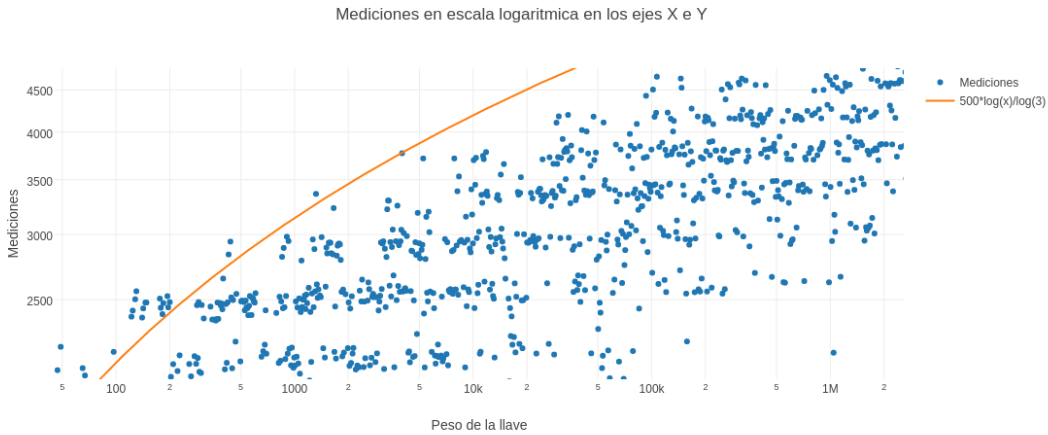 Mediciones en escala logaritmica en los ejes X e Y
Mediciones
500*log(x)/log(3)
4500
4000
3500
3000
2500
Mediciones
5 100 2 5 1000 2 5 10k 2 5 100k 2 5 1M 2
Peso de la llave